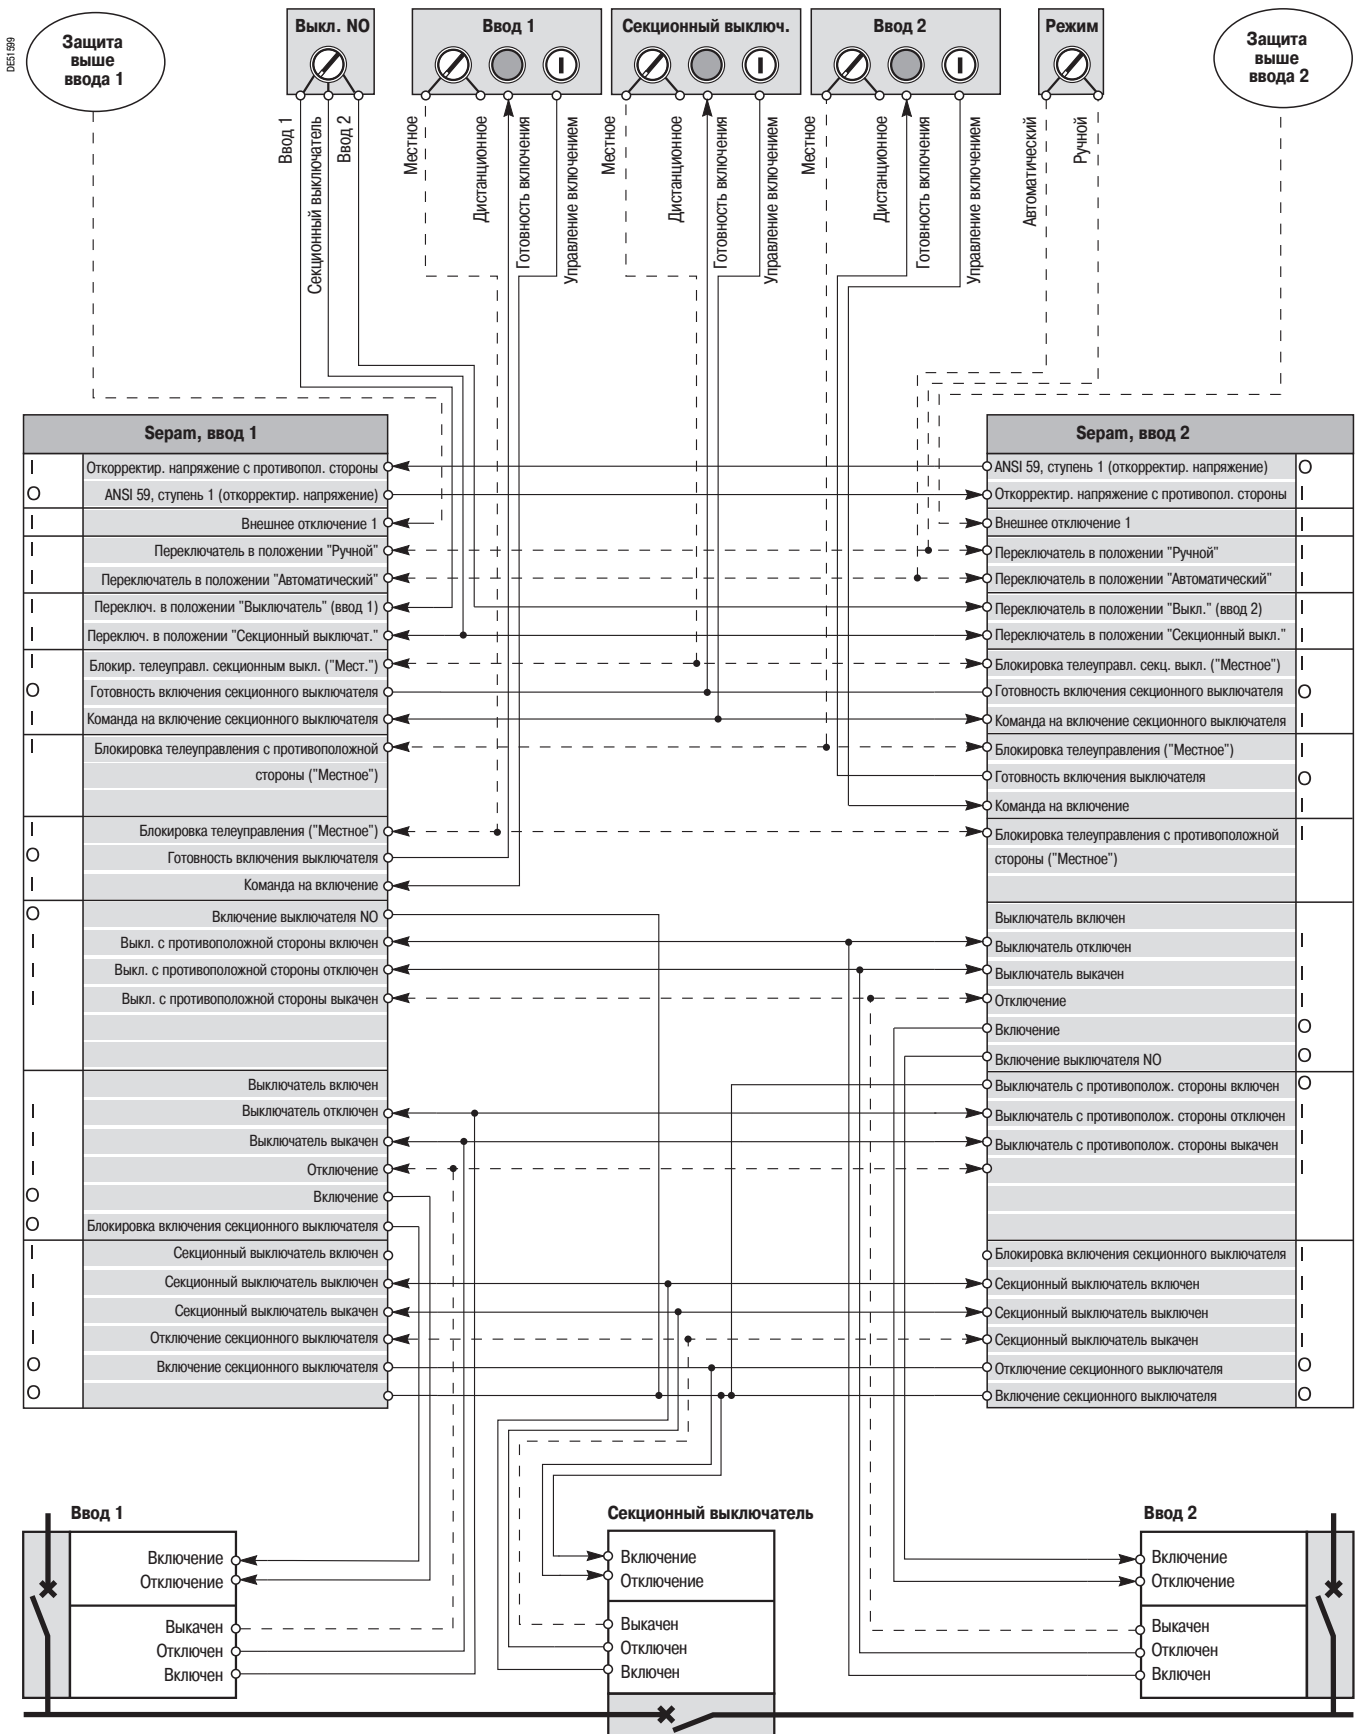 DE51599
Защита
выше
ввода 1
Выкл. NO
Ввод 1
Секционный выключ.
Ввод 2
Режим
Защита
выше
ввода 2
Ввод 1
Секционный выключатель
Ввод 2
Местное
Дистанционное
Готовность включения
Управление включением
Местное
Дистанционное
Готовность включения
Управление включением
Местное
Дистанционное
Готовность включения
Управление включением
Автоматический
Ручной
Sepam, ввод 1
I Откорректир. напряжение с противопол. стороны
O ANSI 59, ступень 1 (откорректир. напряжение)
I Внешнее отключение 1
I Переключатель в положении "Ручной"
I Переключатель в положении "Автоматический"
I Переключ. в положении "Выключатель" (ввод 1)
I Переключ. в положении "Секционный выключат."
I Блокир. телеуправл. секционным выкл. ("Мест.")
O Готовность включения секционного выключателя
I Команда на включение секционного выключателя
I Блокировка телеуправления с противоположной
стороны ("Местное")
I Блокировка телеуправления ("Местное")
O Готовность включения выключателя
I Команда на включение
O Включение выключателя NO
I Выкл. с противоположной стороны включен
I Выкл. с противоположной стороны отключен
I Выкл. с противоположной стороны выкачен
Выключатель включен
I Выключатель отключен
I Выключатель выкачен
I Отключение
O Включение
O Блокировка включения секционного выключателя
I Секционный выключатель включен
I Секционный выключатель выключен
I Секционный выключатель выкачен
I Отключение секционного выключателя
O Включение секционного выключателя
O
Sepam, ввод 2
ANSI 59, ступень 1 (откорректир. напряжение) O
Откорректир. напряжение с противопол. стороны I
Внешнее отключение 1 I
Переключатель в положении "Ручной" I
Переключатель в положении "Автоматический" I
Переключатель в положении "Выкл." (ввод 2) I
Переключатель в положении "Секционный выкл." I
Блокировка телеуправл. секц. выкл. ("Местное") I
Готовность включения секционного выключателя O
Команда на включение секционного выключателя I
Блокировка телеуправления ("Местное") I
Готовность включения выключателя O
Команда на включение I
Блокировка телеуправления с противоположной I
стороны ("Местное")
Выключатель включен
Выключатель отключен I
Выключатель выкачен I
Отключение I
Включение O
Включение выключателя NO O
Выключатель с противополож. стороны включен O
Выключатель с противополож. стороны отключен I
Выключатель с противополож. стороны выкачен I
I
Блокировка включения секционного выключателя I
Секционный выключатель включен I
Секционный выключатель выключен I
Секционный выключатель выкачен I
Отключение секционного выключателя O
Включение секционного выключателя O
Ввод 1
Включение
Отключение
Выкачен
Отключен
Включен
Секционный выключатель
Включение
Отключение
Выкачен
Отключен
Включен
Ввод 2
Включение
Отключение
Выкачен
Отключен
Включен